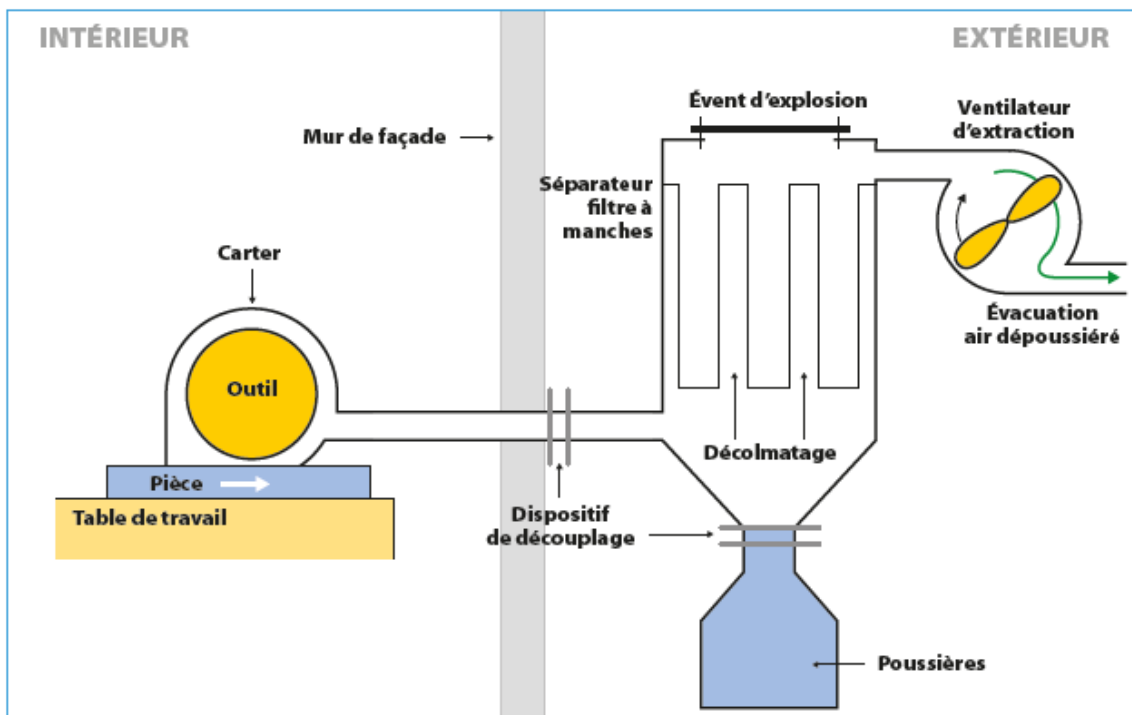 INTÉRIEUR
EXTÉRIEUR
Évent d’explosion
Ventilateur
d’extraction
Mur de façade
Séparateur
filtre à
manches
Carter
Évacuation
air dépoussiéré
Outil
Décolmatage
Pièce
Table de travail
Dispositif
de découplage
Poussières